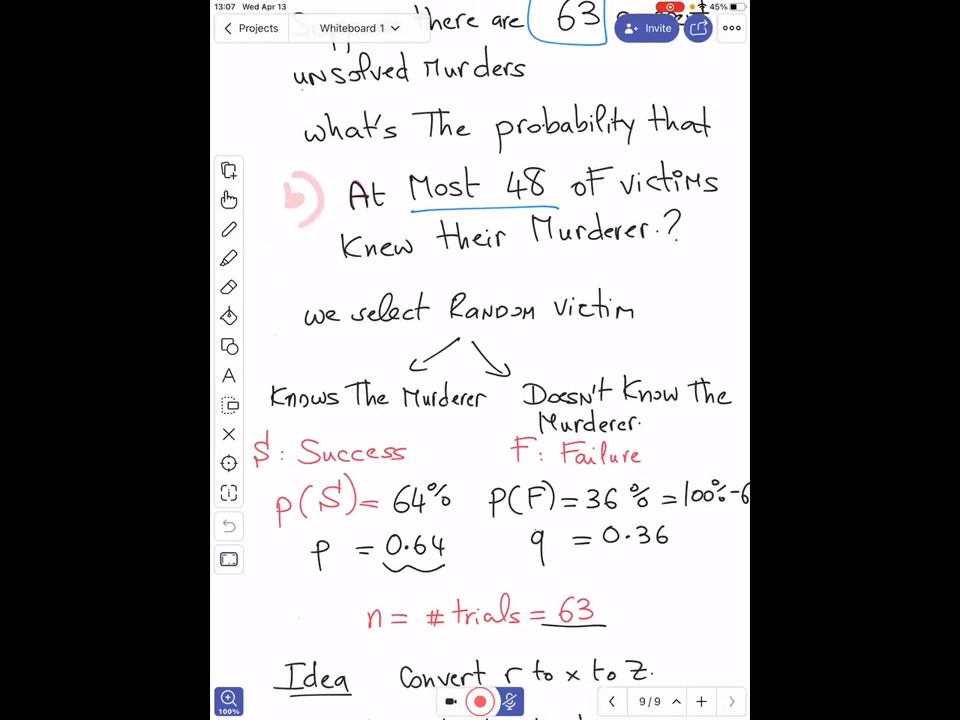 13:07 Wed Apr 13
45%
there are 63
Projects
Whiteboard 1
Invite
unsolved Murders
what's The probability that
b) At Most 48 of victims
Knew their Murderer?
we select Random victim
Knows The Murderer
Doesn't Know The
Murderer.
S: Success
F: Failure
p(S) = 64%
P(F) = 36% = 100% - 6
p = 0.64
q = 0.36
n = # trials = 63
Idea Convert r to x to Z.
100%
9/9
A